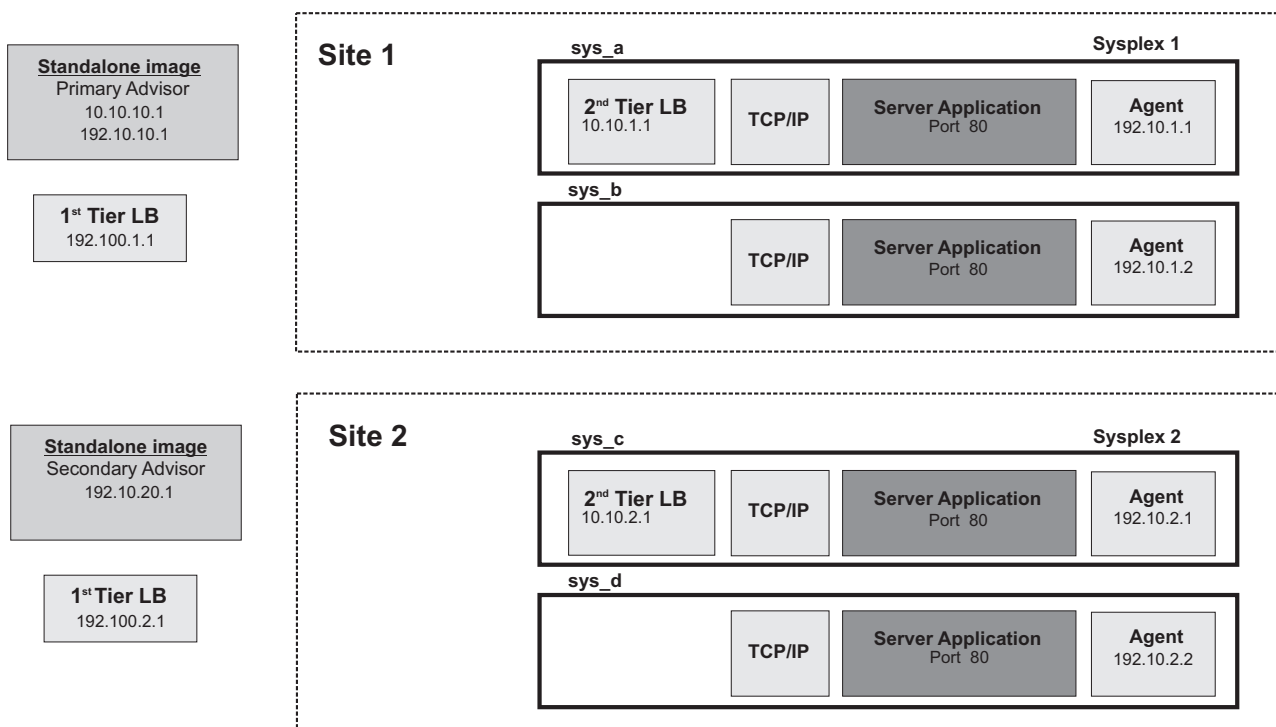 Standalone image
Primary Advisor
10.10.10.1
192.10.10.1
1st Tier LB
192.100.1.1
Site 1
sys_a
Sysplex 1
2nd Tier LB
10.10.1.1
TCP/IP
Server Application
Port 80
Agent
192.10.1.1
sys_b
TCP/IP
Server Application
Port 80
Agent
192.10.1.2
Standalone image
Secondary Advisor
192.10.20.1
1st Tier LB
192.100.2.1
Site 2
sys_c
Sysplex 2
2nd Tier LB
10.10.2.1
TCP/IP
Server Application
Port 80
Agent
192.10.2.1
sys_d
TCP/IP
Server Application
Port 80
Agent
192.10.2.2